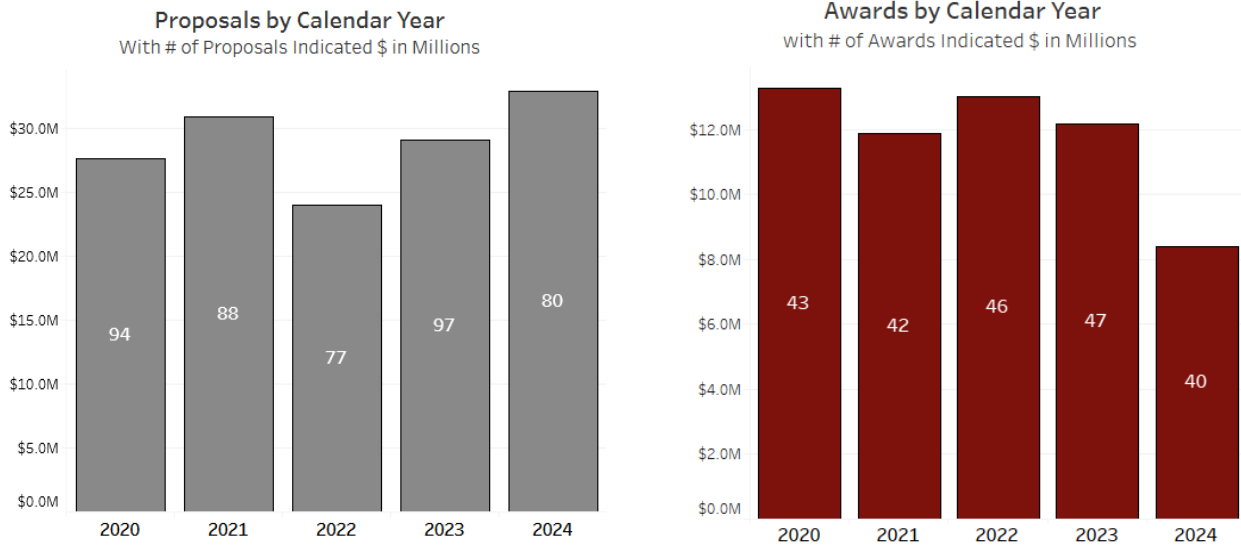 Proposals by Calendar Year
With # of Proposals Indicated $ in Millions
$30.0M
$25.0M
$20.0M
$15.0M
$10.0M
$5.0M
$0.0M
94
88
77
97
80
2020
2021
2022
2023
2024
Awards by Calendar Year
with # of Awards Indicated $ in Millions
$12.0M
$10.0M
$8.0M
$6.0M
$4.0M
$2.0M
$0.0M
43
42
46
47
40
2020
2021
2022
2023
2024